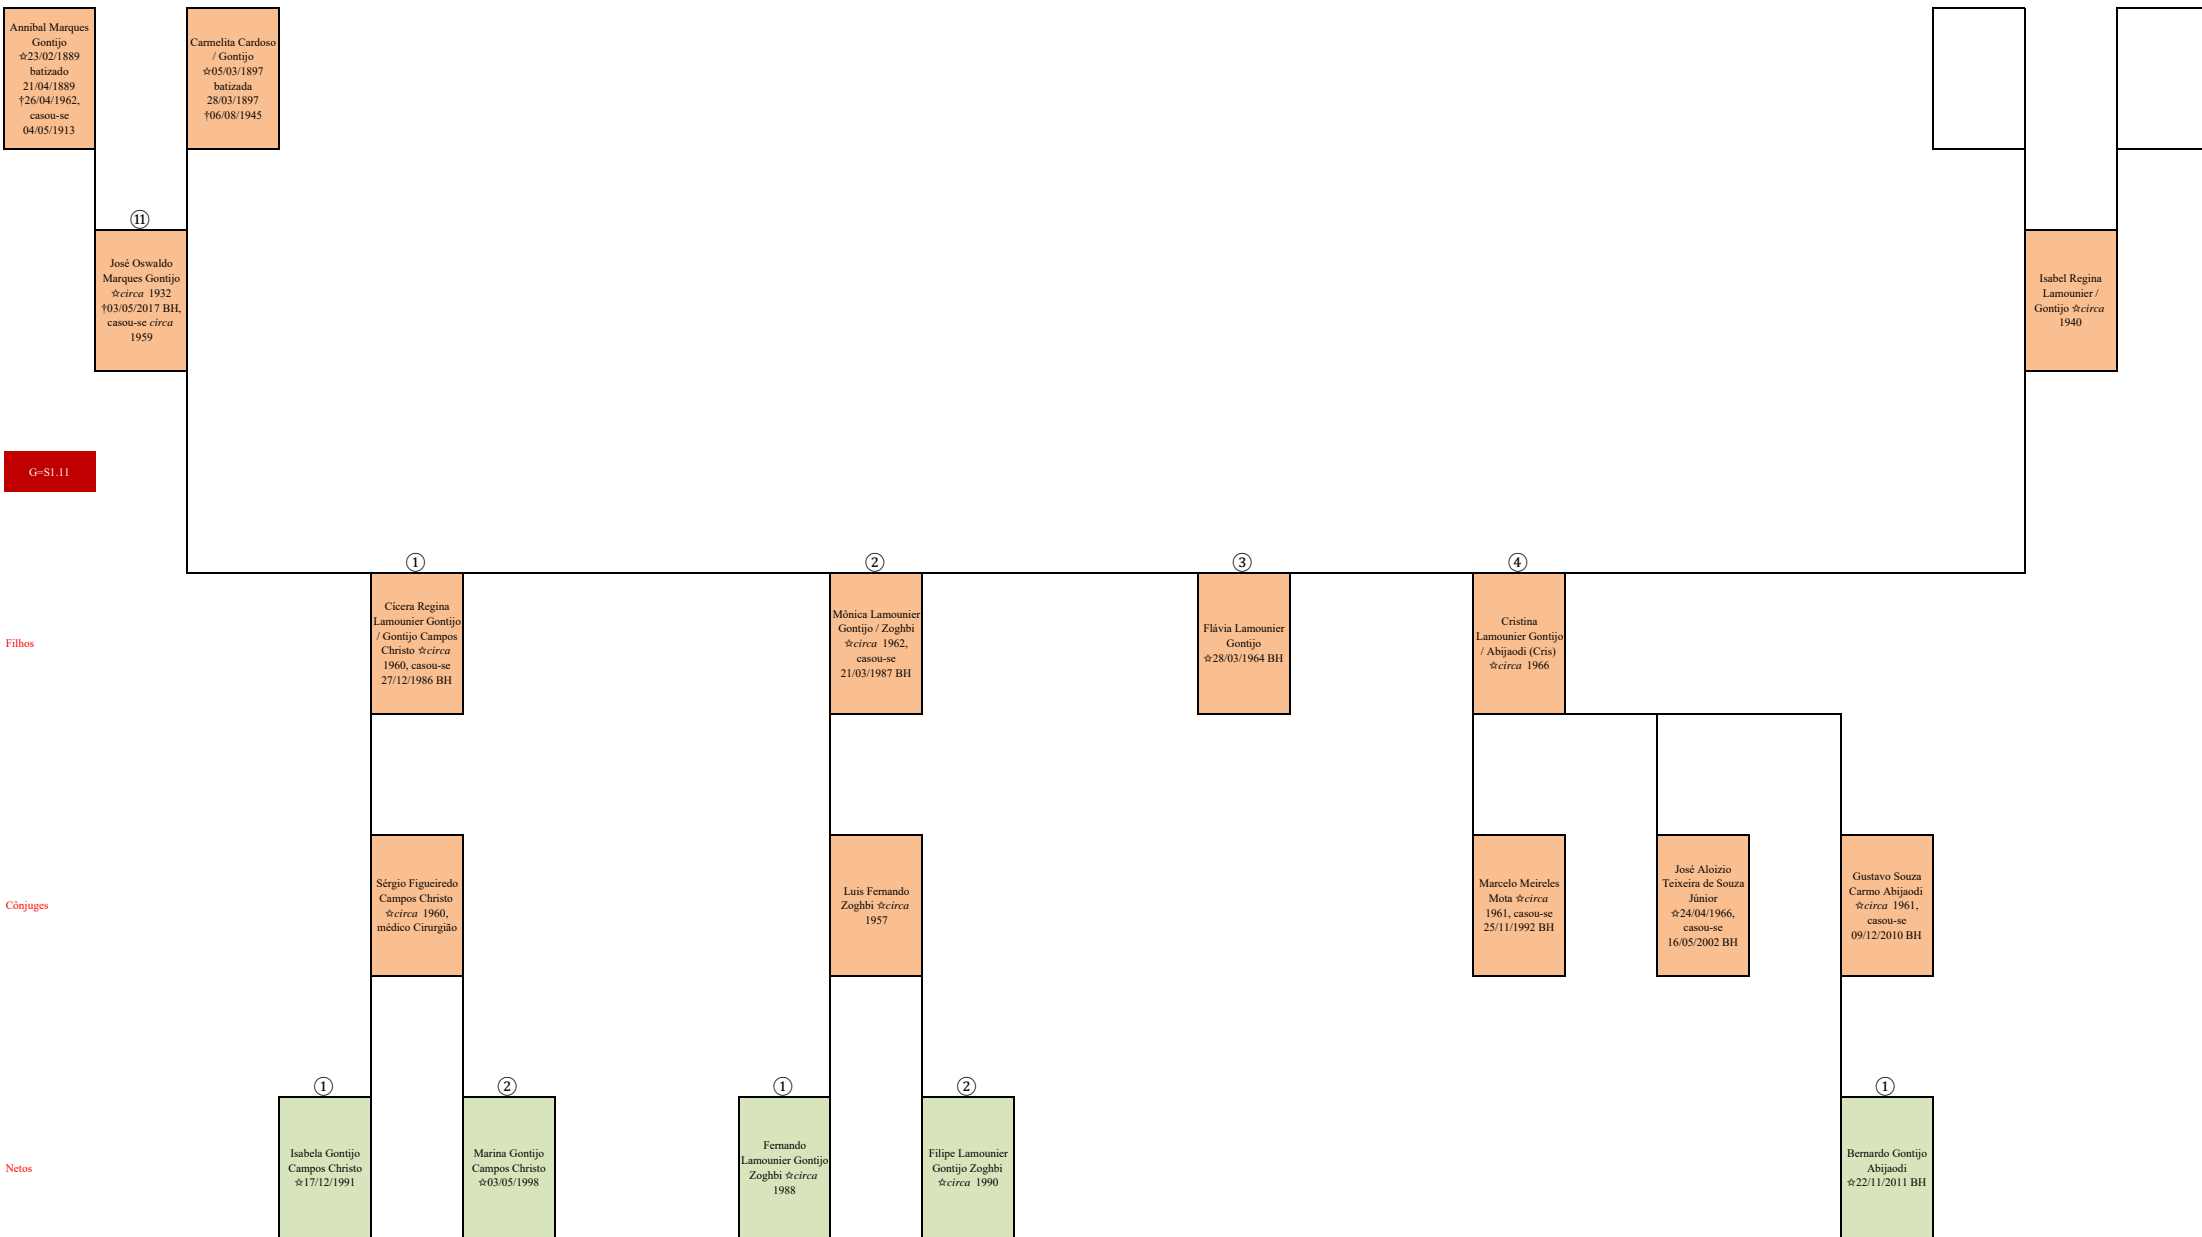 Annibal Marques
Gontijo
☆23/02/1889
batizado
21/04/1889
†26/04/1962,
casou-se
04/05/1913
Carmelita Cardoso
/ Gontijo
☆05/03/1897
batizada
28/03/1897
†06/08/1945
⑪
José Oswaldo
Marques Gontijo
☆circa 1932
†03/05/2017 BH,
casou-se circa
1959
Isabel Regina
Lamounier /
Gontijo ☆circa
1940
G=S1.11
Filhos
①
Cícera Regina
Lamounier Gontijo
/ Gontijo Campos
Christo ☆circa
1960, casou-se
27/12/1986 BH
②
Mônica Lamounier
Gontijo / Zoghbi
☆circa 1962,
casou-se
21/03/1987 BH
③
Flávia Lamounier
Gontijo
☆28/03/1964 BH
④
Cristina
Lamounier Gontijo
/ Abijaodi (Cris)
☆circa 1966
Cônjuges
Sérgio Figueiredo
Campos Christo
☆circa 1960,
médico Cirurgião
Luis Fernando
Zoghbi ☆circa
1957
Marcelo Meireles
Mota ☆circa
1961, casou-se
25/11/1992 BH
José Aloizio
Teixeira de Souza
Júnior
☆24/04/1966,
casou-se
16/05/2002 BH
Gustavo Souza
Carmo Abijaodi
☆circa 1961,
casou-se
09/12/2010 BH
Netos
①
Isabela Gontijo
Campos Christo
☆17/12/1991
②
Marina Gontijo
Campos Christo
☆03/05/1998
①
Fernando
Lamounier Gontijo
Zoghbi ☆circa
1988
②
Filipe Lamounier
Gontijo Zoghbi
☆circa 1990
①
Bernardo Gontijo
Abijaodi
☆22/11/2011 BH